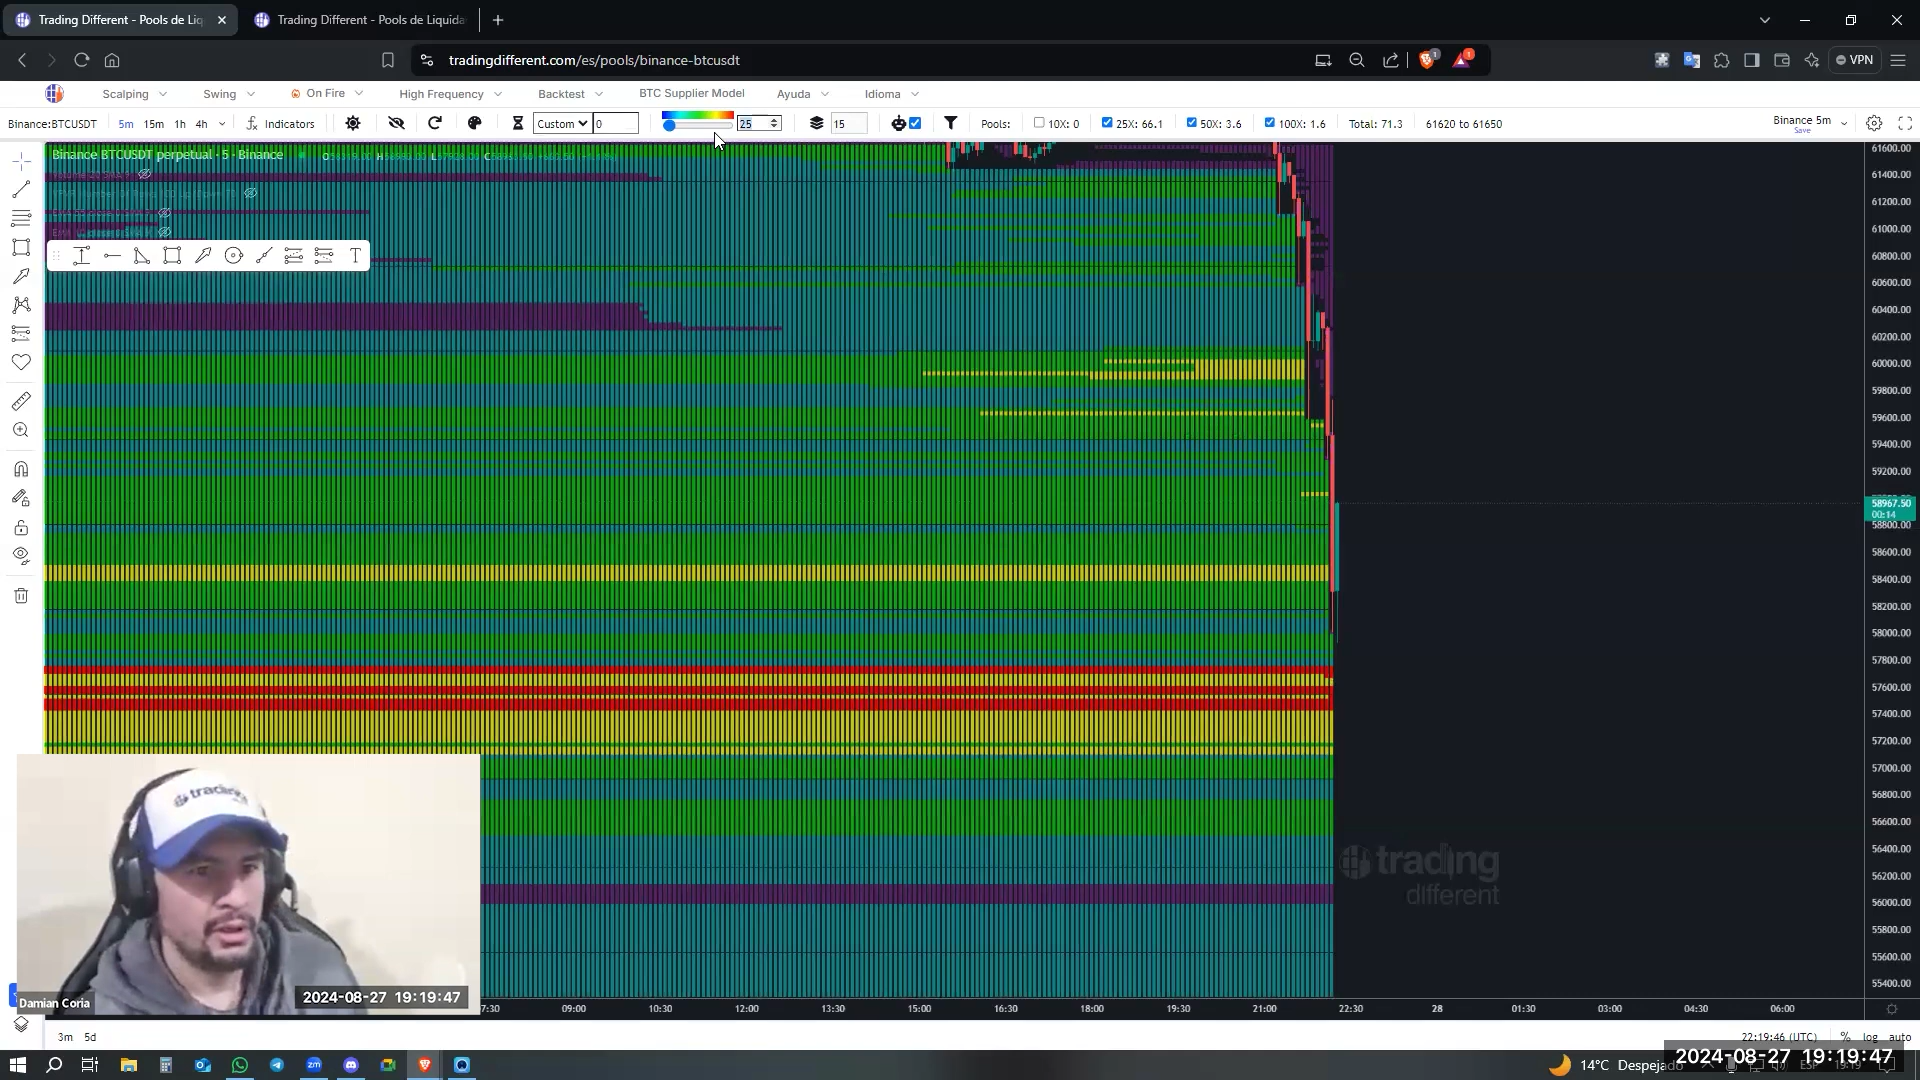 Trading Different - Pools de Liq
Trading Different - Pools de Liquida
tradingdifferent.com/es/pools/binance-btcusdt
1
1
VPN
Scalping
Swing
On Fire
High Frequency
Backtest
BTC Supplier Model
Ayuda
Idioma
Binance:BTCUSDT
5m
15m
1h
4h
Indicators
Custom
0
25
15
Pools:
10X: 0
25X: 66.1
50X: 3.6
100X: 1.6
Total: 71.3
61620 to 61650
Binance 5m
Save
Binance BTCUSDT perpetual · 5 · Binance
T
61600.00
61400.00
61200.00
61000.00
60800.00
60600.00
60400.00
60200.00
60000.00
59800.00
59600.00
59400.00
59200.00
58967.50
00:14
58800.00
58600.00
58400.00
58200.00
58000.00
57800.00
57600.00
57400.00
57200.00
57000.00
56800.00
56600.00
56400.00
56200.00
56000.00
55800.00
55600.00
55400.00
trading
different
trading
Damian Coria
2024-08-27 19:19:47
7:30
09:00
10:30
12:00
13:30
15:00
16:30
18:00
19:30
21:00
22:30
28
01:30
03:00
04:30
06:00
3m
5d
22:19:46 (UTC)
%
log
auto
zm
14°C
Despejado
2024-08-27 19:19:47